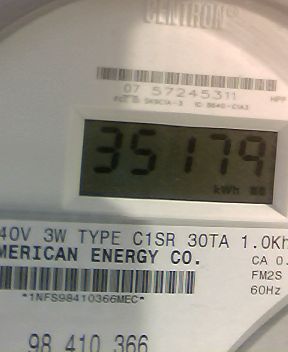 CENTRON®
07 57245311
35179
kWh 88
40V 3W TYPE C1SR 30TA 1.0Kh
MERICAN ENERGY CO.
CA 0.
FM2S
*1NFS98410366MEC*
60Hz
98 410 366